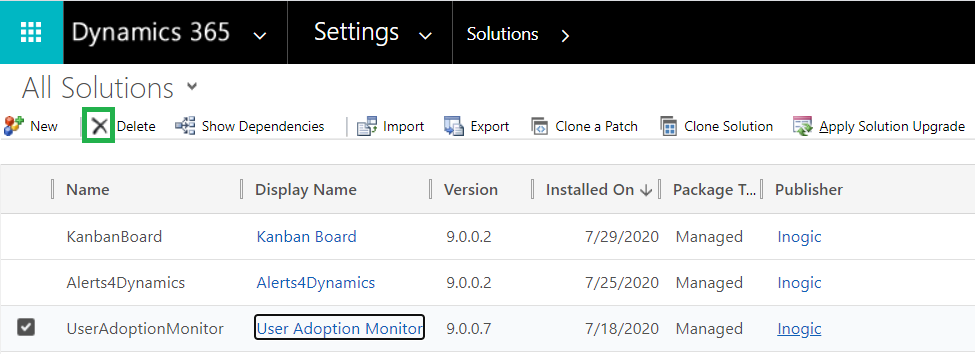 Dynamics 365 Settings Solutions
All Solutions
New Delete Show Dependencies Import Export Clone a Patch Clone Solution Apply Solution Upgrade
Name Display Name Version Installed On Package T... Publisher
KanbanBoard Kanban Board 9.0.0.2 7/29/2020 Managed Inogic
Alerts4Dynamics Alerts4Dynamics 9.0.0.2 7/25/2020 Managed Inogic
UserAdoptionMonitor User Adoption Monitor 9.0.0.7 7/18/2020 Managed Inogic